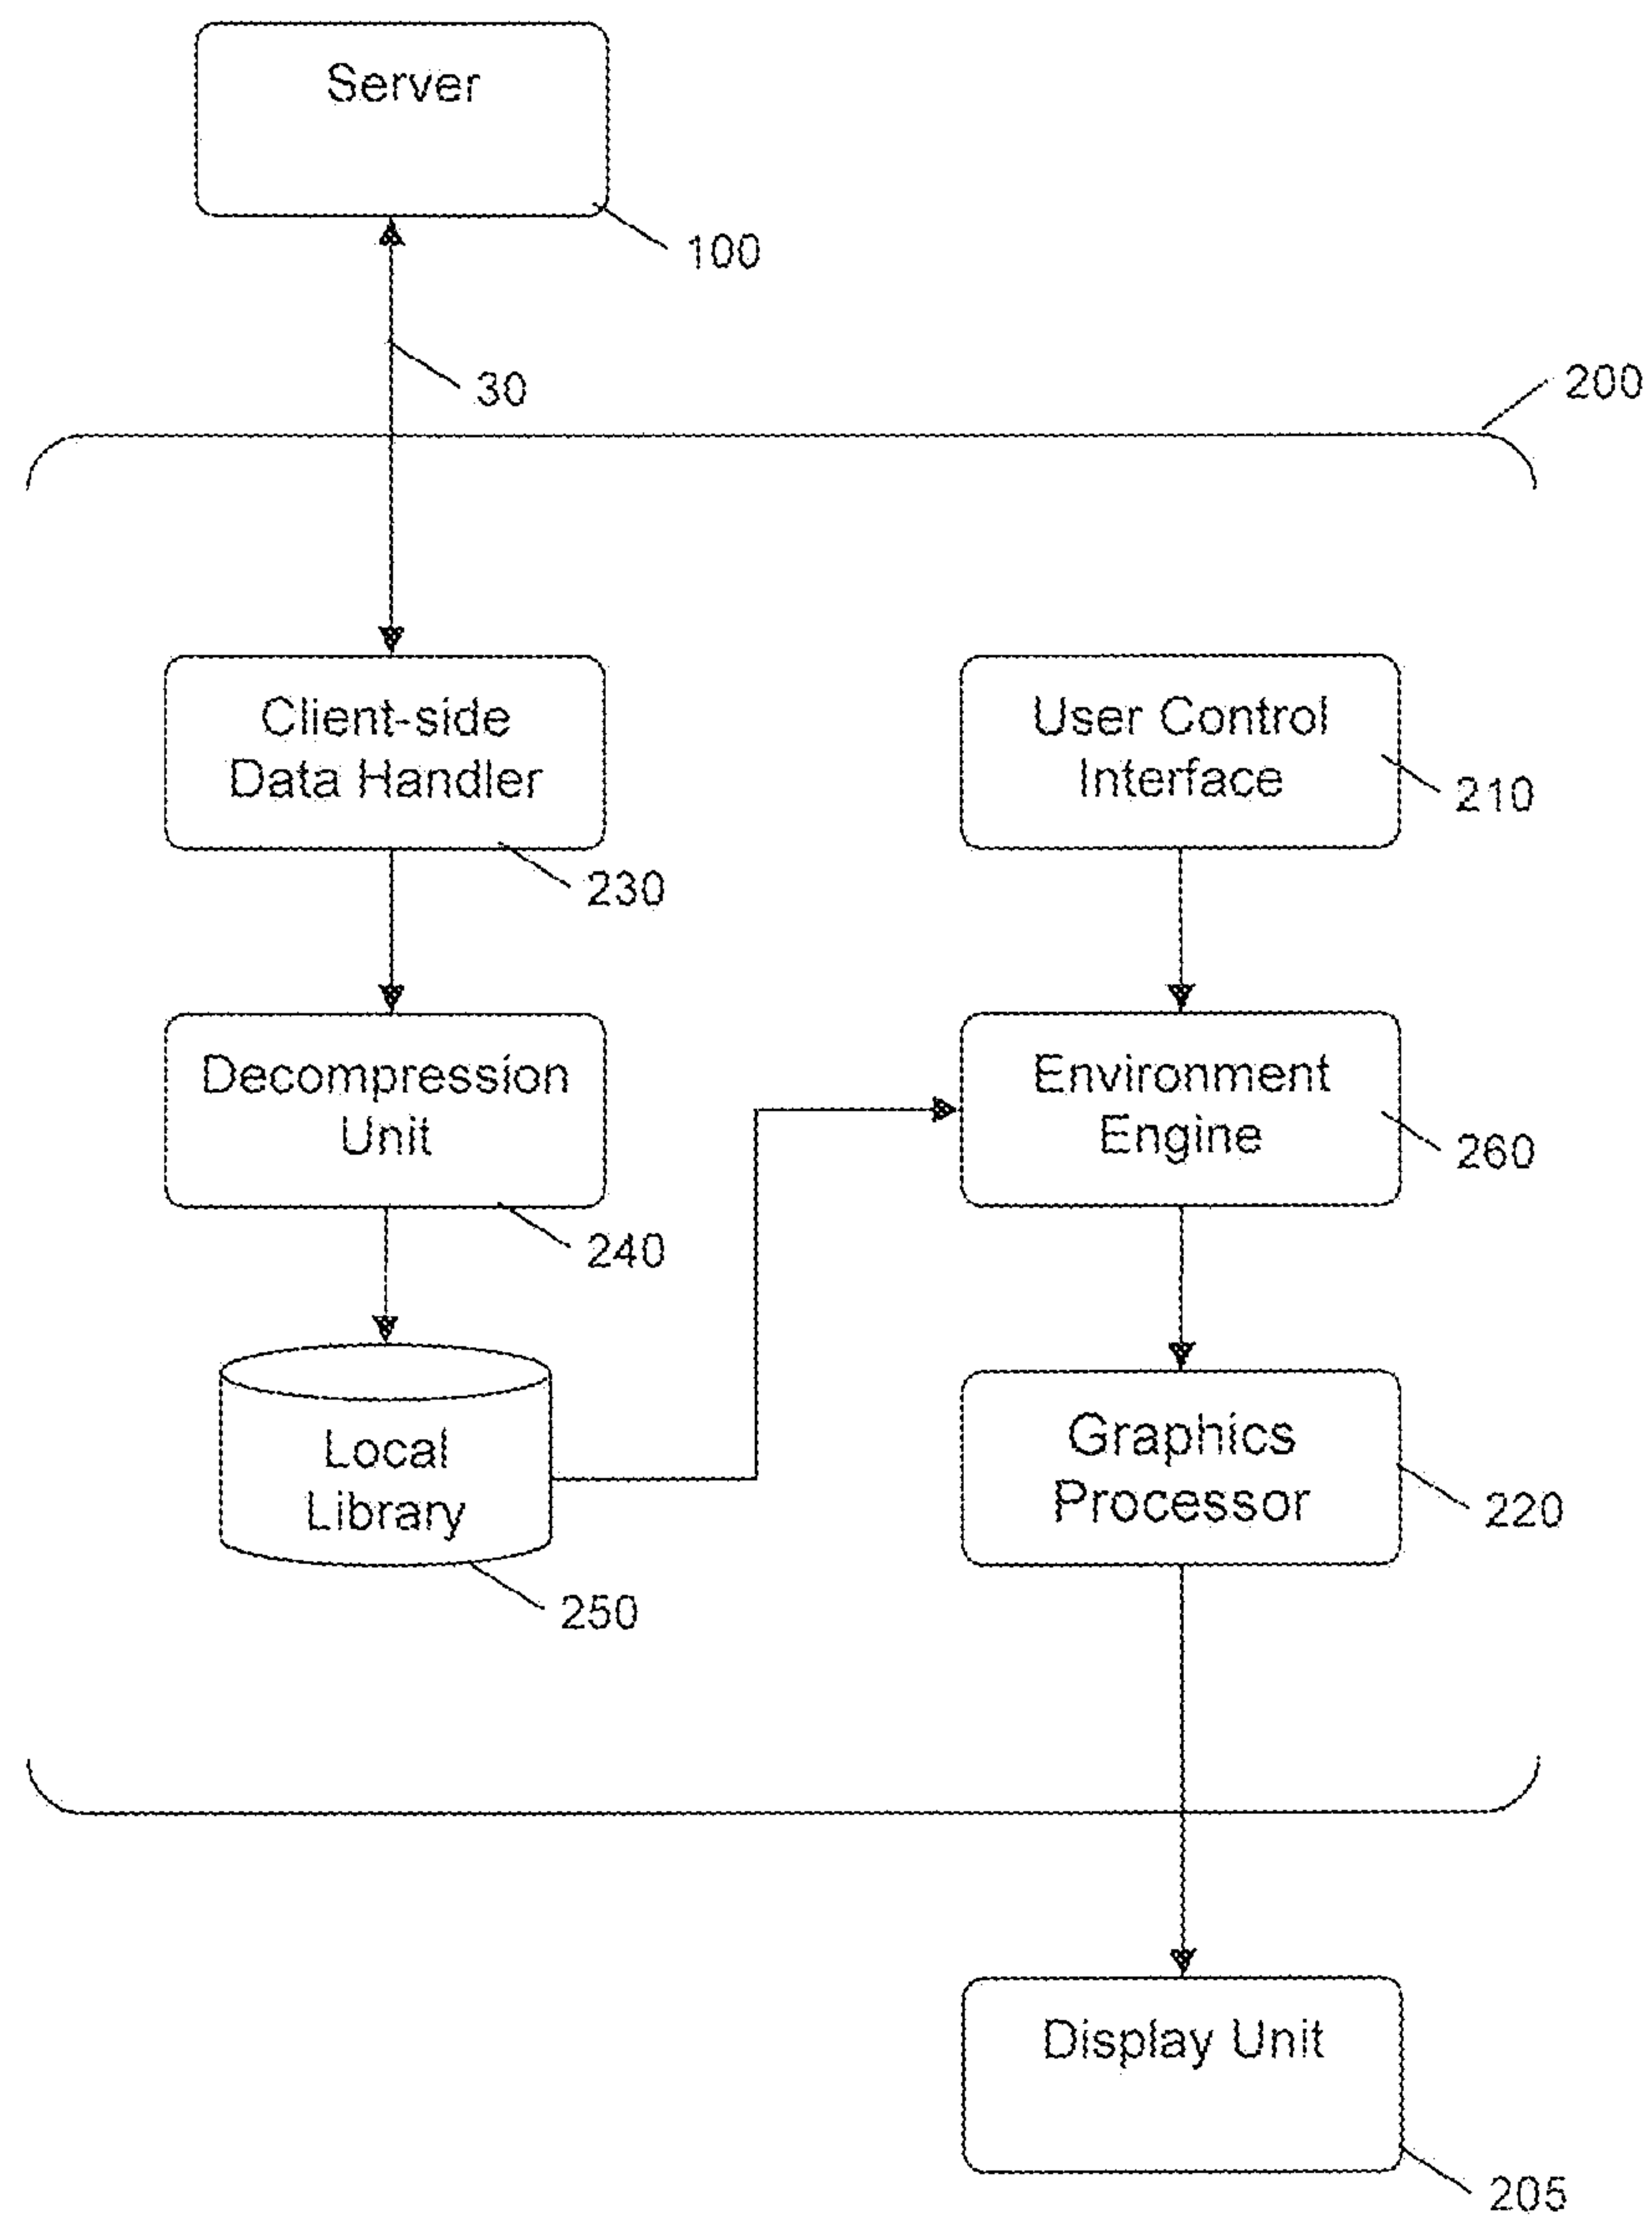 Server
100
30
200
Client-side
Data Handler
230
User Control
Interface
210
Decompression
Unit
240
Environment
Engine
260
Local
Library
250
Graphics
Processor
220
Display Unit
205